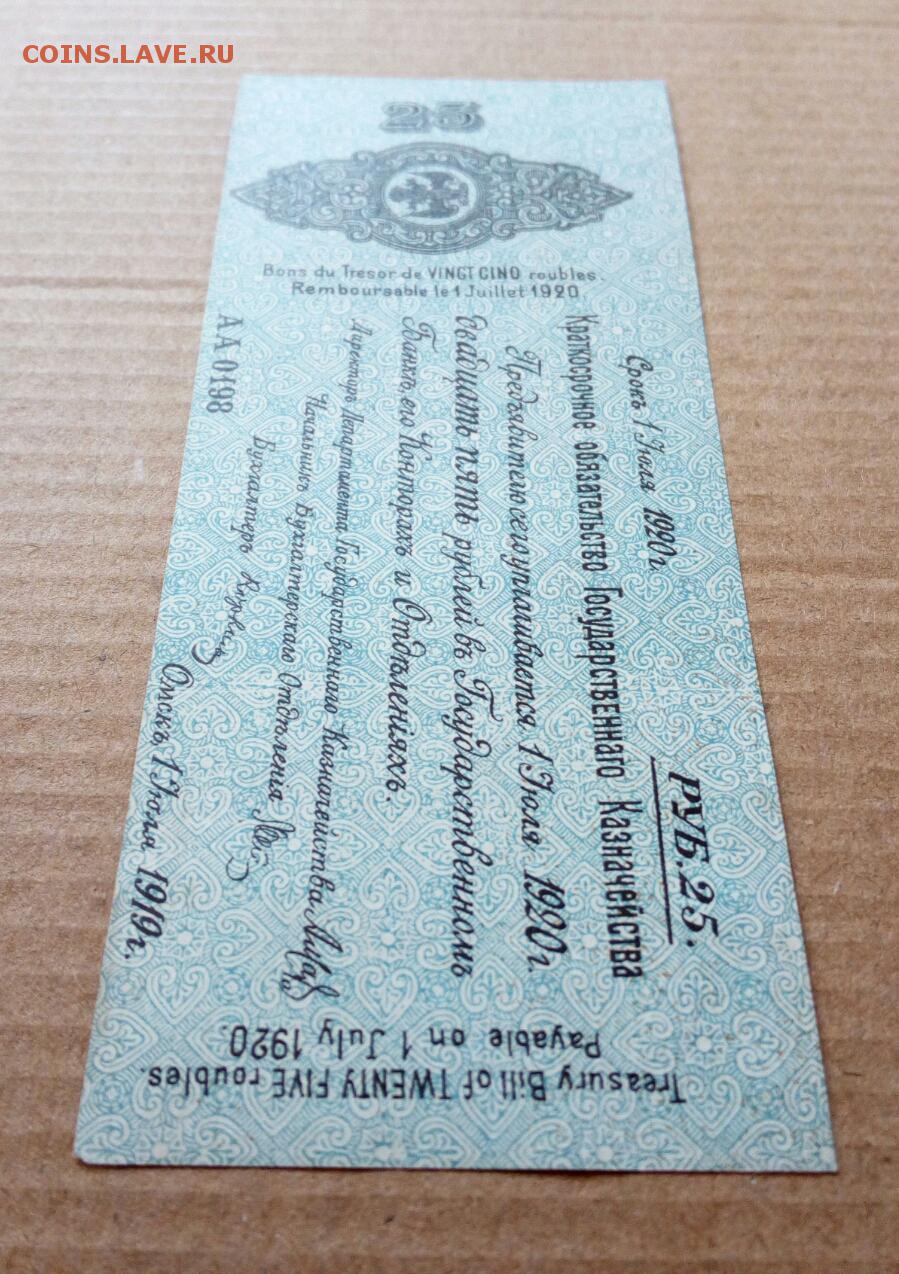 COINS.LAVE.RU
25
Bons du Tresor de VINGT CINQ roubles.
Remboursable le 1 Juillet 1920.
Срокъ 1 Іюля 1920 г.
РУБ. 25.
Краткосрочное обязательство Государственнаго Казначейства
Предъявителю сего уплачивается 1 Іюля 1920 г.
двадцать пять рублей въ Государственномъ
Банкѣ, его Конторахъ и Отдѣленіяхъ.
Директоръ Департамента Государственнаго Казначейства
Начальникъ Бухгалтерскаго Отдѣленія
Бухгалтеръ
АА 0198
Омскъ, 1 Іюля 1919 г.
Treasury Bill of TWENTY FIVE roubles.
Payable on 1 July 1920.